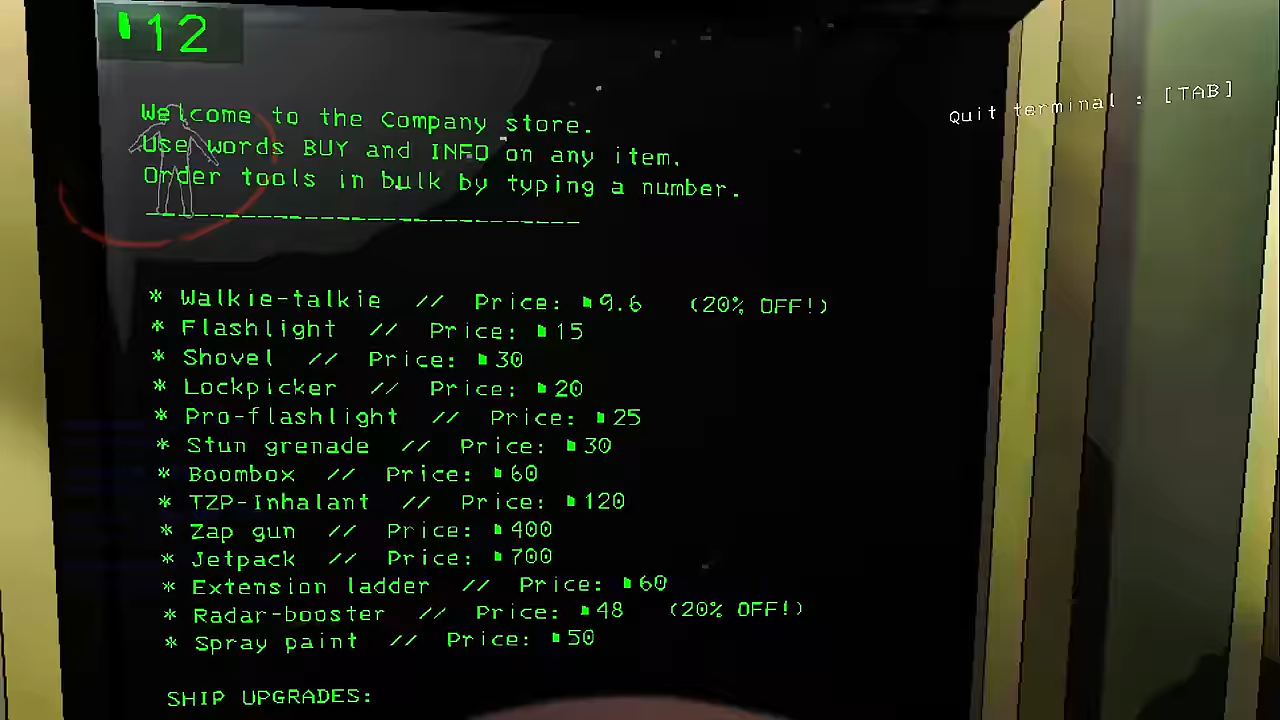 ▮12
Welcome to the Company store.
Use words BUY and INFO on any item.
Order tools in bulk by typing a number.
----------------------------
Quit terminal : [TAB]
* Walkie-talkie // Price: ▮9.6 (20% OFF!)
* Flashlight // Price: ▮15
* Shovel // Price: ▮30
* Lockpicker // Price: ▮20
* Pro-flashlight // Price: ▮25
* Stun grenade // Price: ▮30
* Boombox // Price: ▮60
* TZP-Inhalant // Price: ▮120
* Zap gun // Price: ▮400
* Jetpack // Price: ▮700
* Extension ladder // Price: ▮60
* Radar-booster // Price: ▮48 (20% OFF!)
* Spray paint // Price: ▮50
SHIP UPGRADES: